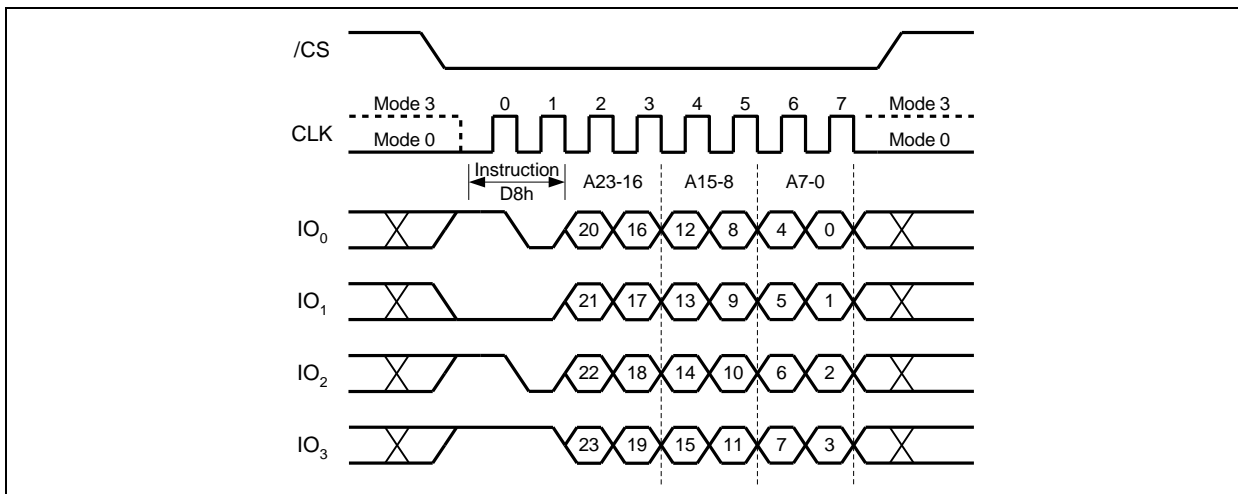 /CS
Mode 3 0 1 2 3 4 5 6 7 Mode 3
CLK
Mode 0 Mode 0
Instruction
D8h
A23-16 A15-8 A7-0
IO0 20 16 12 8 4 0
IO1 21 17 13 9 5 1
IO2 22 18 14 10 6 2
IO3 23 19 15 11 7 3